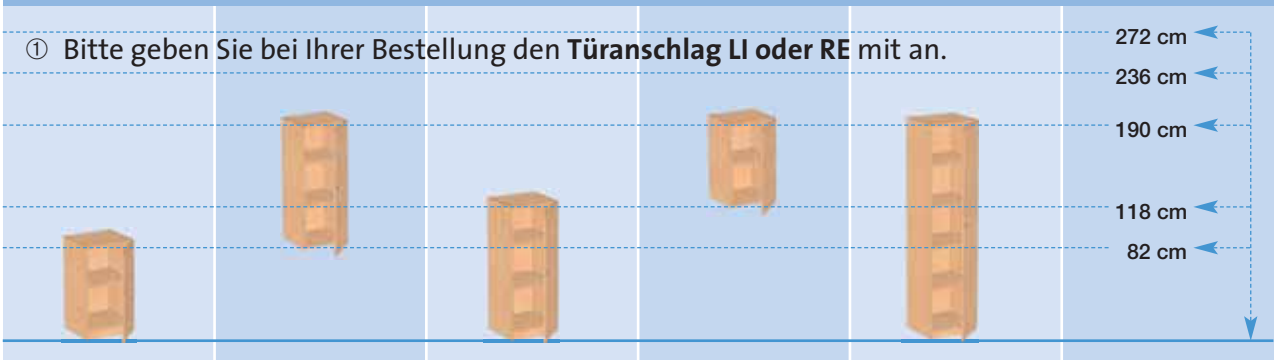 ① Bitte geben Sie bei Ihrer Bestellung den Türanschlag LI oder RE mit an.
272 cm
236 cm
190 cm
118 cm
82 cm